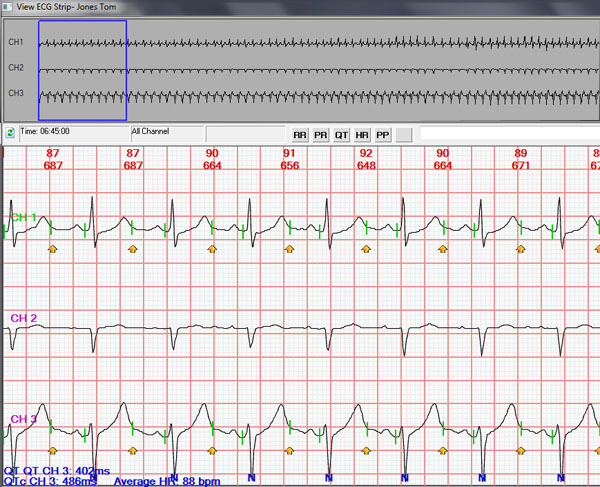 View ECG Strip- Jones Tom
CH1
CH2
CH3
Time: 06:45:00 All Channel RR PR QT HR PP
87 87 90 91 92 90 89
687 687 664 656 648 664 671
CH 1
CH 2
CH 3
QT QT CH 3: 402ms
QTc CH 3: 486ms Average HR: 88 bpm
N N N N N N N